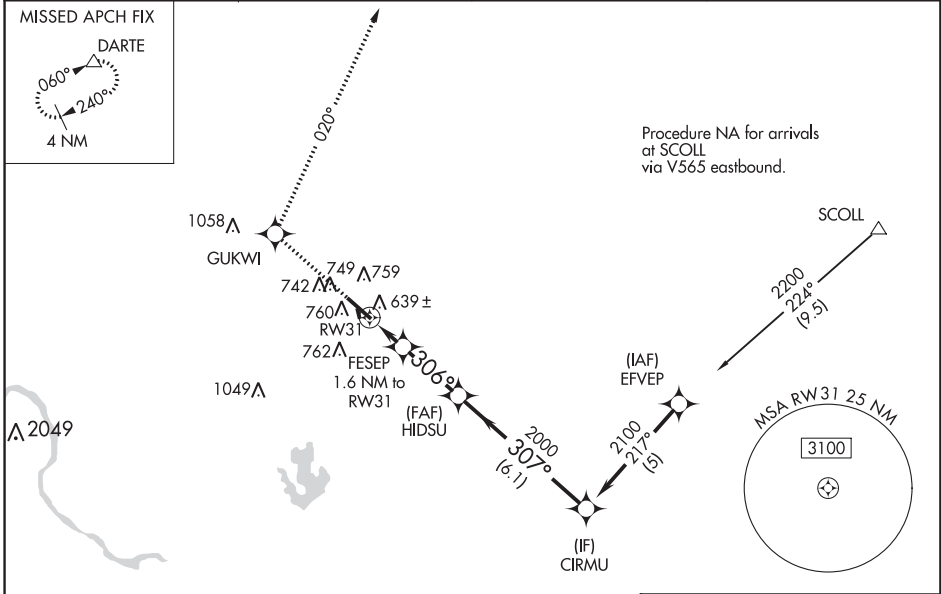 MISSED APCH FIX
DARTE
060°
240°
4 NM
020°
Procedure NA for arrivals
at SCOLL
via V565 eastbound.
SCOLL
1058
GUKWI
2200
224°
(9.5)
749
759
742
639 ±
760
RW31
762
FESEP
1.6 NM to
RW31
306°
1049
(FAF)
HIDSU
(IAF)
EFVEP
2049
2000
307°
(6.1)
2100
217°
(5)
MSA RW31 25 NM
3100
(IF)
CIRMU